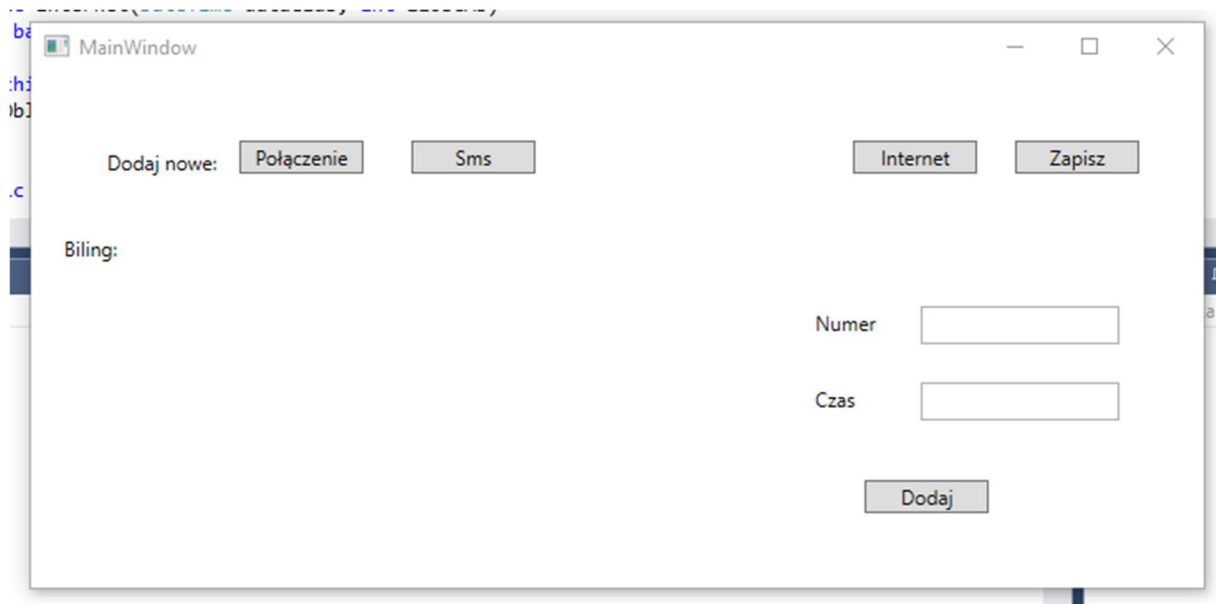 MainWindow
Dodaj nowe: Połączenie Sms Internet Zapisz
Biling:
Numer
Czas
Dodaj